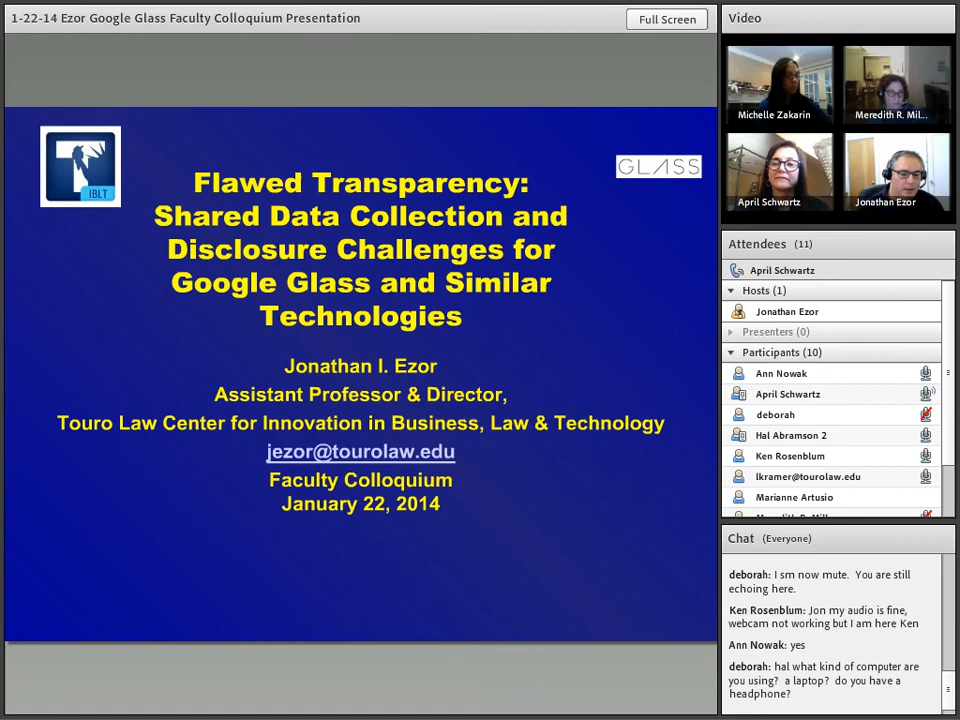 1-22-14 Ezor Google Glass Faculty Colloquium Presentation
Full Screen
IBLT
GLASS
Flawed Transparency:
Shared Data Collection and
Disclosure Challenges for
Google Glass and Similar
Technologies
Jonathan I. Ezor
Assistant Professor & Director,
Touro Law Center for Innovation in Business, Law & Technology
jezor@tourolaw.edu
Faculty Colloquium
January 22, 2014
Video
Michelle Zakarin
Meredith R. Mil...
April Schwartz
Jonathan Ezor
Attendees (11)
April Schwartz
Hosts (1)
Jonathan Ezor
Presenters (0)
Participants (10)
Ann Nowak
April Schwartz
deborah
Hal Abramson 2
Ken Rosenblum
lkramer@tourolaw.edu
Marianne Artusio
Chat (Everyone)
deborah: I sm now mute. You are still
echoing here.
Ken Rosenblum: Jon my audio is fine,
webcam not working but I am here Ken
Ann Nowak: yes
deborah: hal what kind of computer are
you using? a laptop? do you have a
headphone?